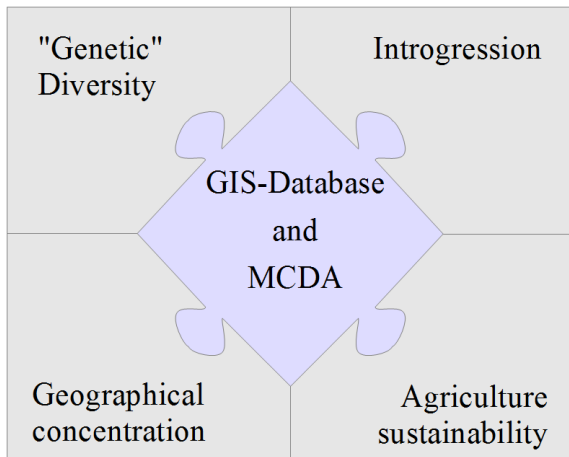 "Genetic"
Diversity
Introgression
GIS-Database
and
MCDA
Geographical
concentration
Agriculture
sustainability